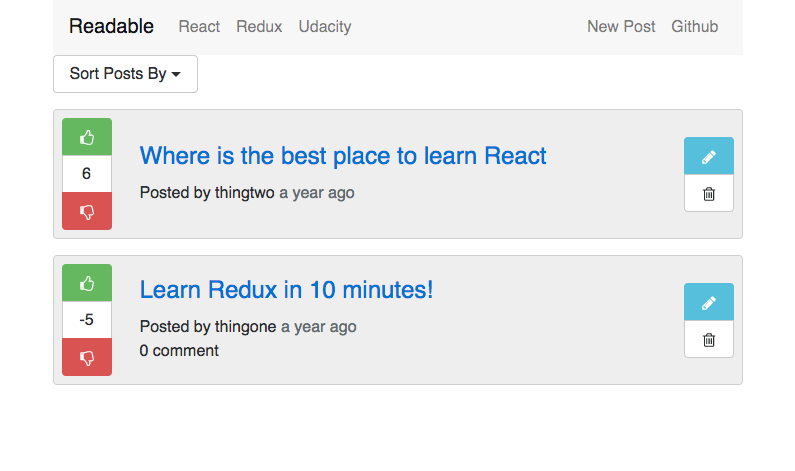 Readable React Redux Udacity New Post Github
Sort Posts By
Where is the best place to learn React
6
Posted by thingtwo a year ago
Learn Redux in 10 minutes!
-5
Posted by thingone a year ago
0 comment